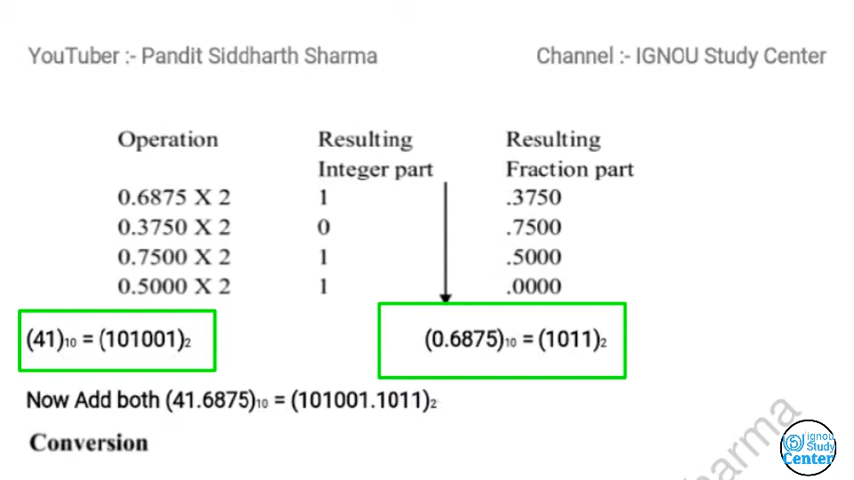 YouTuber :- Pandit Siddharth Sharma Channel :- IGNOU Study Center
Operation Resulting Resulting
Integer part Fraction part
0.6875 X 2 1 .3750
0.3750 X 2 0 .7500
0.7500 X 2 1 .5000
0.5000 X 2 1 .0000
(41)₁₀ = (101001)₂ (0.6875)₁₀ = (1011)₂
Now Add both (41.6875)₁₀ = (101001.1011)₂
Conversion
ignou
Study
Center